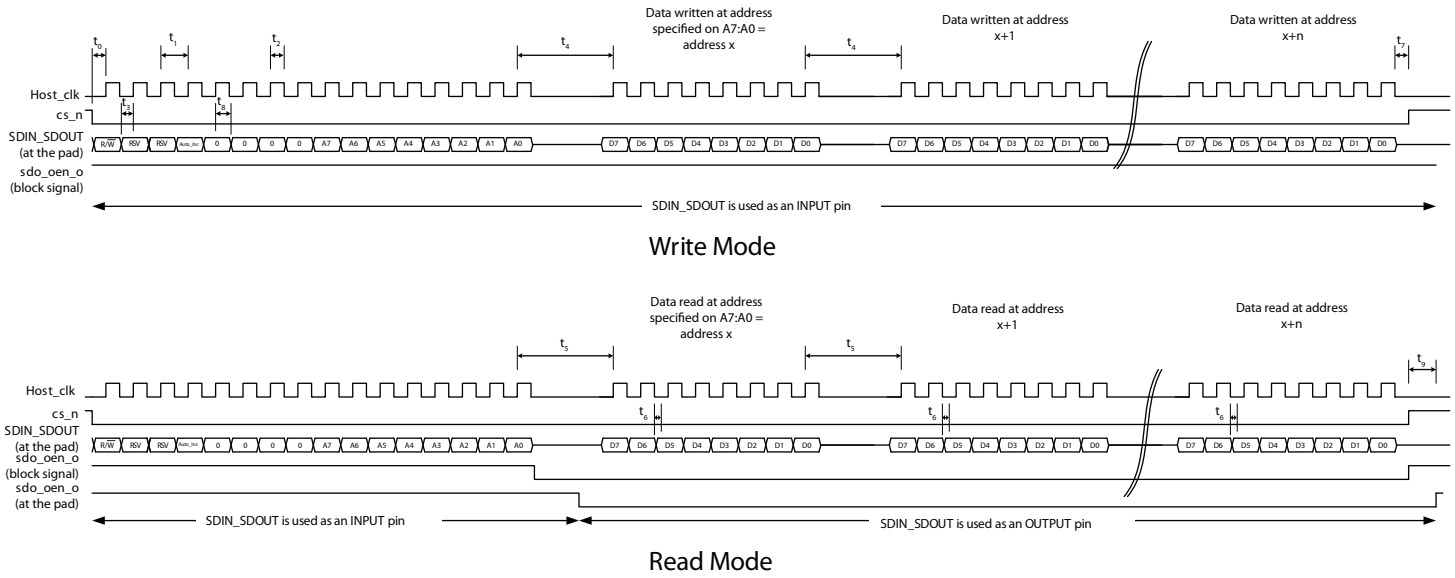 Data written at address
specified on A7:A0 =
address x
Data written at address
x+1
Data written at address
x+n
t0 t1 t2 t4 t4 t7
Host_clk
t3 t8
cs_n
SDIN_SDOUT
(at the pad)
R/W̅ RSV RSV Auto_Inc 0 0 0 0 A7 A6 A5 A4 A3 A2 A1 A0 D7 D6 D5 D4 D3 D2 D1 D0 D7 D6 D5 D4 D3 D2 D1 D0 D7 D6 D5 D4 D3 D2 D1 D0
sdo_oen_o
(block signal)
SDIN_SDOUT is used as an INPUT pin
Write Mode
Data read at address
specified on A7:A0 =
address x
Data read at address
x+1
Data read at address
x+n
t5 t5 t9
Host_clk
cs_n
t6 t6 t6
SDIN_SDOUT
(at the pad)
R/W̅ RSV RSV Auto_Inc 0 0 0 0 A7 A6 A5 A4 A3 A2 A1 A0 D7 D6 D5 D4 D3 D2 D1 D0 D7 D6 D5 D4 D3 D2 D1 D0 D7 D6 D5 D4 D3 D2 D1 D0
sdo_oen_o
(block signal)
sdo_oen_o
(at the pad)
SDIN_SDOUT is used as an INPUT pin SDIN_SDOUT is used as an OUTPUT pin
Read Mode